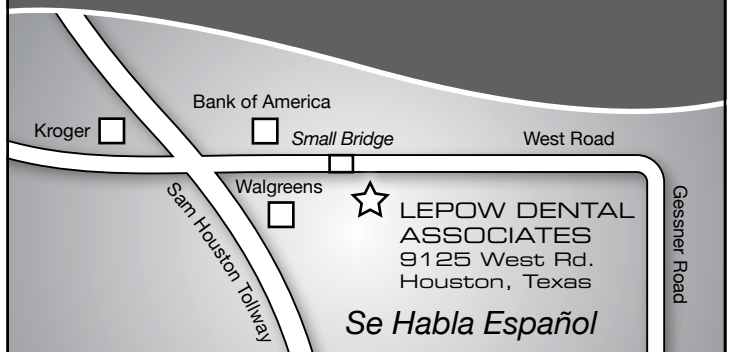 Bank of America
Kroger
Small Bridge
West Road
Walgreens
Sam Houston Tollway
LEPOW DENTAL
ASSOCIATES
9125 West Rd.
Houston, Texas
Gessner Road
Se Habla Español